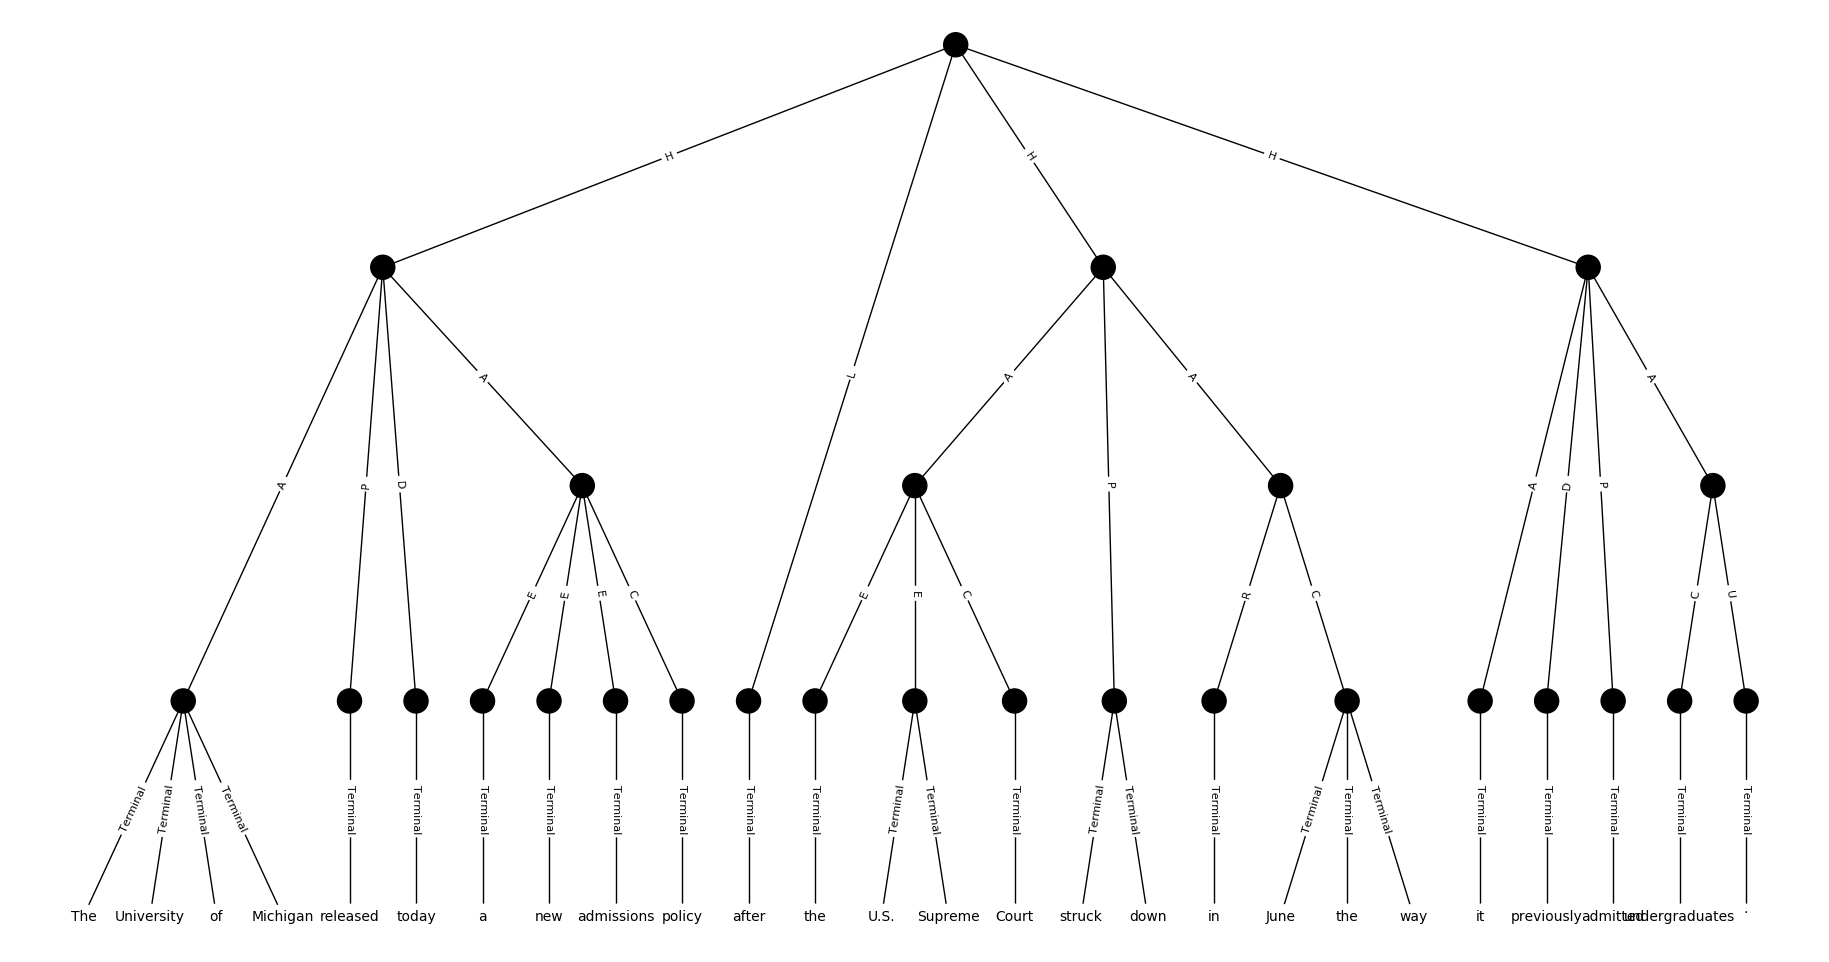 H L H H
A P D A A P A A D P A
E E E C E E C R C C U
Terminal Terminal Terminal Terminal Terminal Terminal Terminal Terminal Terminal Terminal Terminal Terminal Terminal Terminal Terminal Terminal Terminal Terminal Terminal Terminal Terminal Terminal Terminal Terminal Terminal Terminal
The University of Michigan released today a new admissions policy after the U.S. Supreme Court struck down in June the way it previously admitted undergraduates .